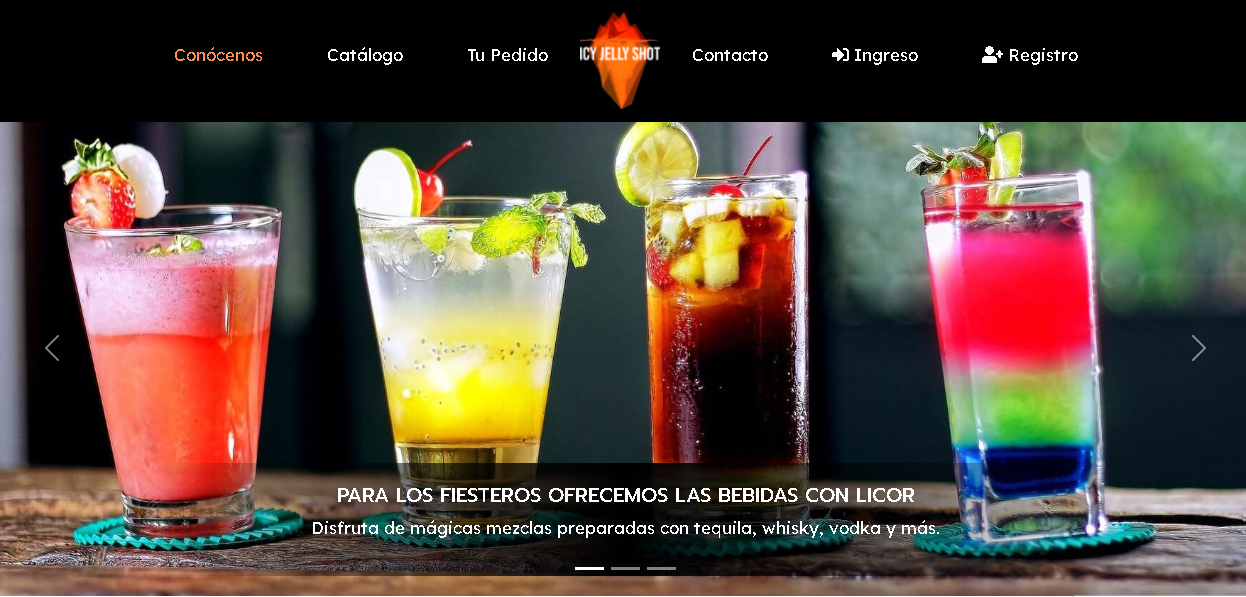 Conócenos
Catálogo
Tu Pedido
ICY JELLY SHOT
Contacto
Ingreso
Registro
PARA LOS FIESTEROS OFRECEMOS LAS BEBIDAS CON LICOR
Disfruta de mágicas mezclas preparadas con tequila, whisky, vodka y más.